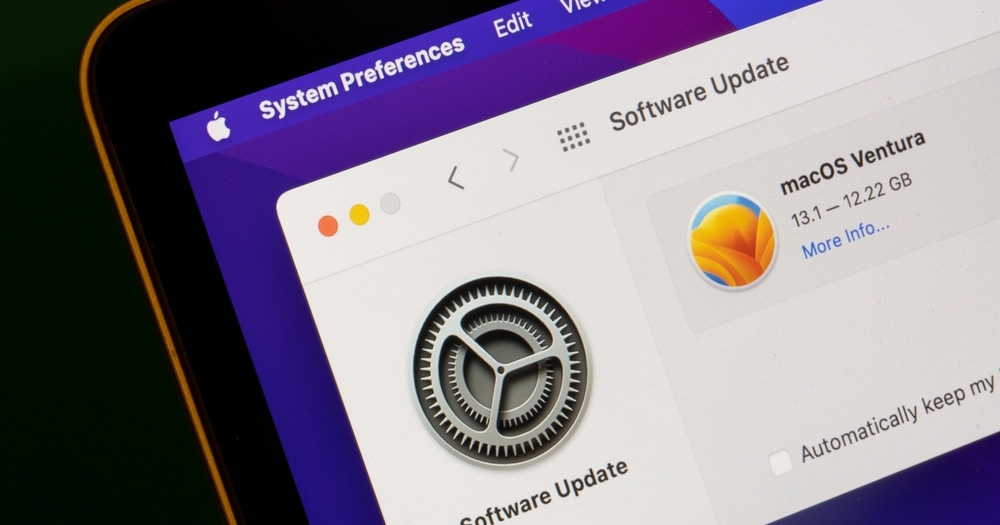 System Preferences Edit View
Software Update
macOS Ventura
13.1 — 12.22 GB
More Info...
Software Update
Automatically keep my